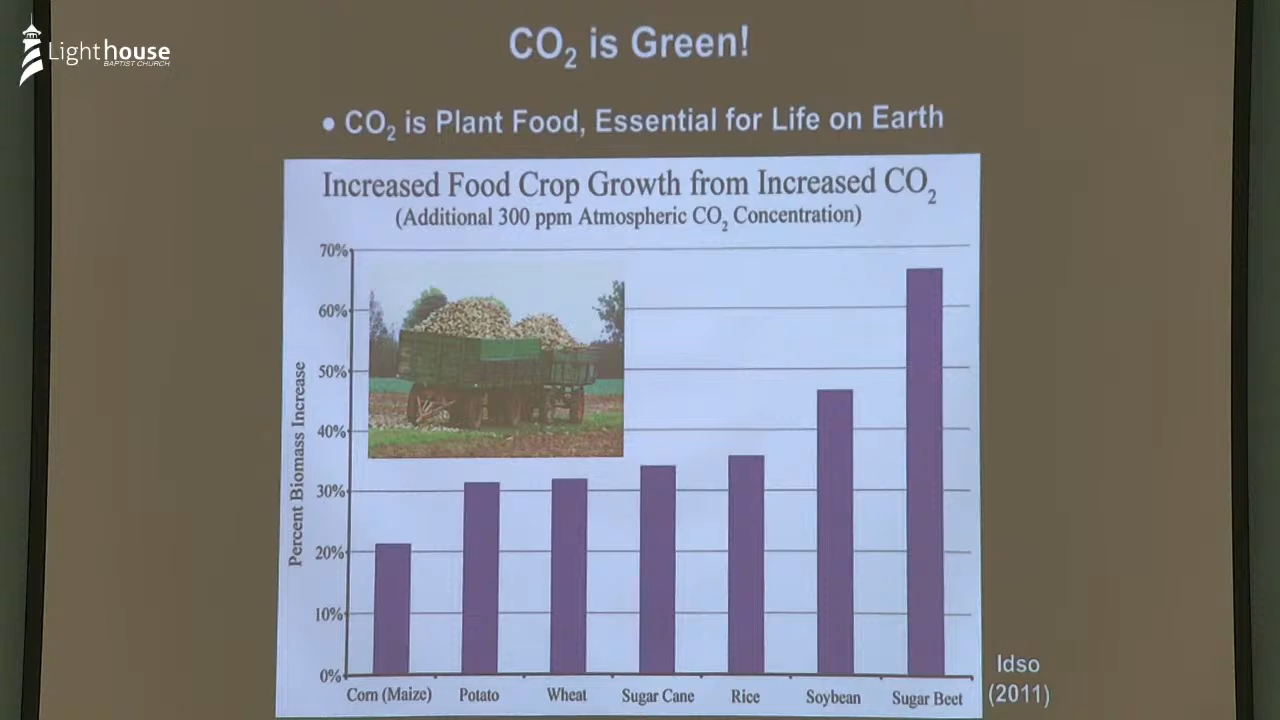 Lighthouse
BAPTIST CHURCH
CO₂ is Green!
• CO₂ is Plant Food, Essential for Life on Earth
Increased Food Crop Growth from Increased CO₂
(Additional 300 ppm Atmospheric CO₂ Concentration)
Percent Biomass Increase
70%
60%
50%
40%
30%
20%
10%
0%
Corn (Maize) Potato Wheat Sugar Cane Rice Soybean Sugar Beet
Idso
(2011)